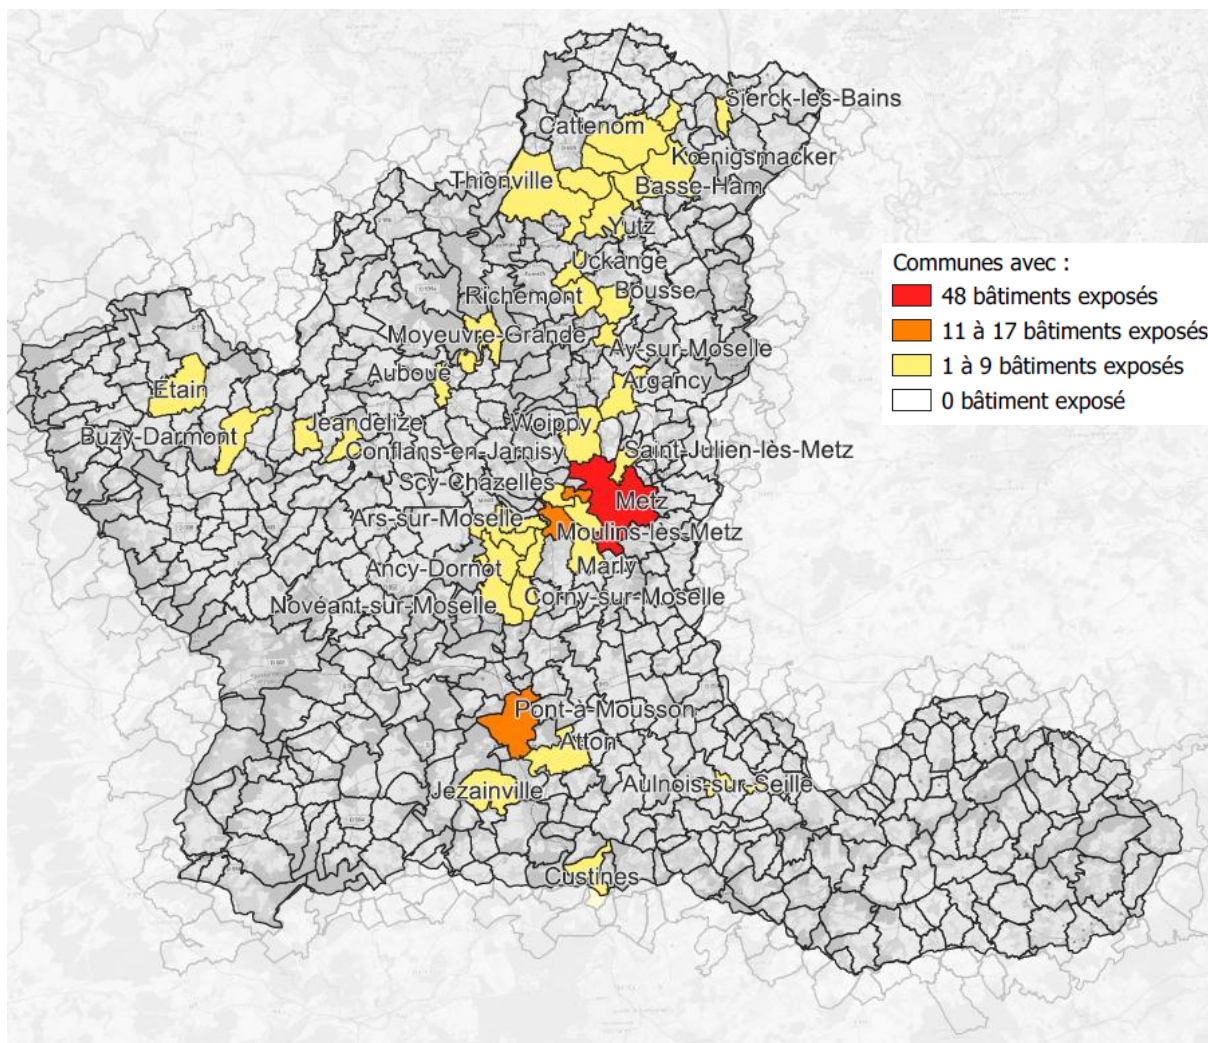 Sierck-les-Bains
Cattenom
Kœnigsmacker
Thionville
Basse-Ham
Yutz
Uckange
Richemont
Bousse
Moyeuvre-Grande
Ay-sur-Moselle
Auboué
Argancy
Étain
Jeandelize
Woippy
Buzy-Darmont
Conflans-en-Jarnisy
Saint-Julien-lès-Metz
Scy-Chazelles
Metz
Ars-sur-Moselle
Moulins-lès-Metz
Ancy-Dornot
Marly
Novéant-sur-Moselle
Corny-sur-Moselle
Pont-à-Mousson
Atton
Jezainville
Aulnois-sur-Seille
Custines
Communes avec :
48 bâtiments exposés
11 à 17 bâtiments exposés
1 à 9 bâtiments exposés
0 bâtiment exposé